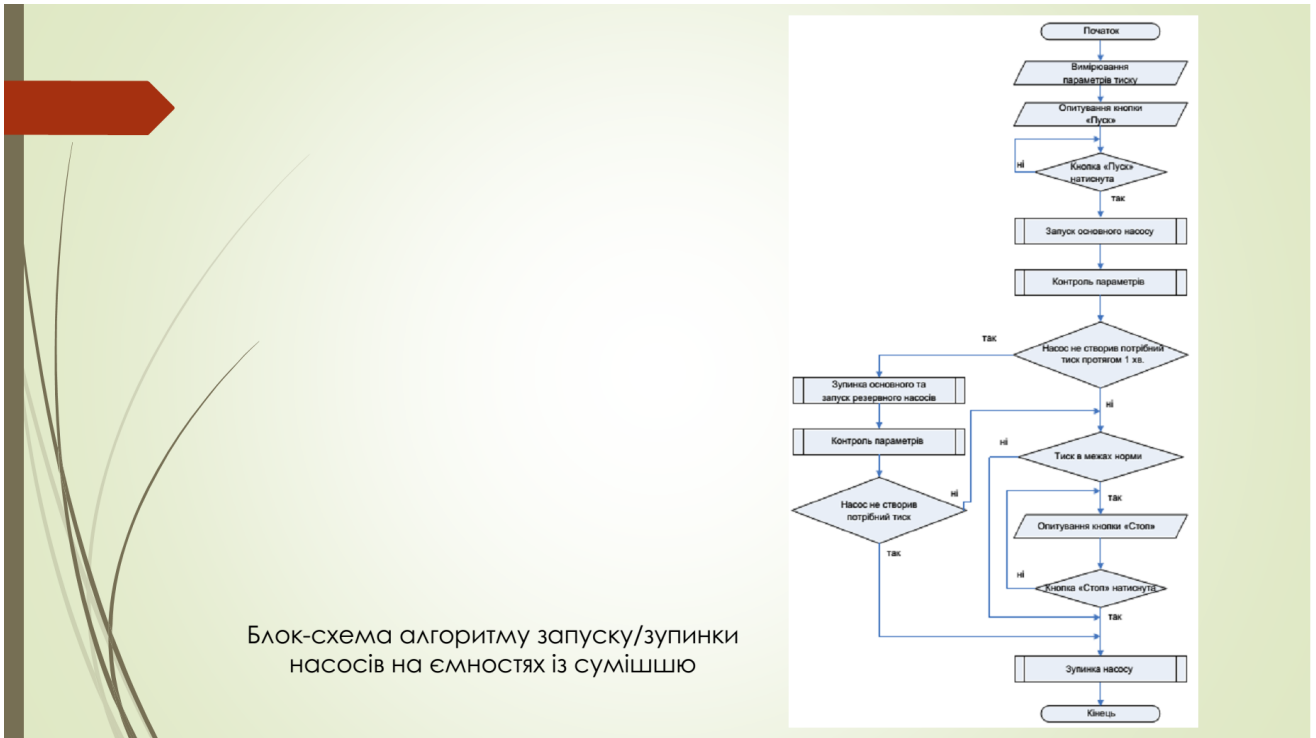 Початок
Вимірювання
параметрів тиску
Опитування кнопки
«Пуск»
ні
Кнопка «Пуск»
натиснута
так
Запуск основного насосу
Контроль параметрів
так
Насос не створив потрібний
тиск протягом 1 хв.
Зупинка основного та
запуск резервного насосів
ні
Контроль параметрів
ні
Тиск в межах норми
ні
так
Насос не створив
потрібний тиск
Опитування кнопки «Стоп»
так
ні
Кнопка «Стоп» натиснута
так
Зупинка насосу
Кінець
Блок-схема алгоритму запуску/зупинки
насосів на ємностях із сумішшю